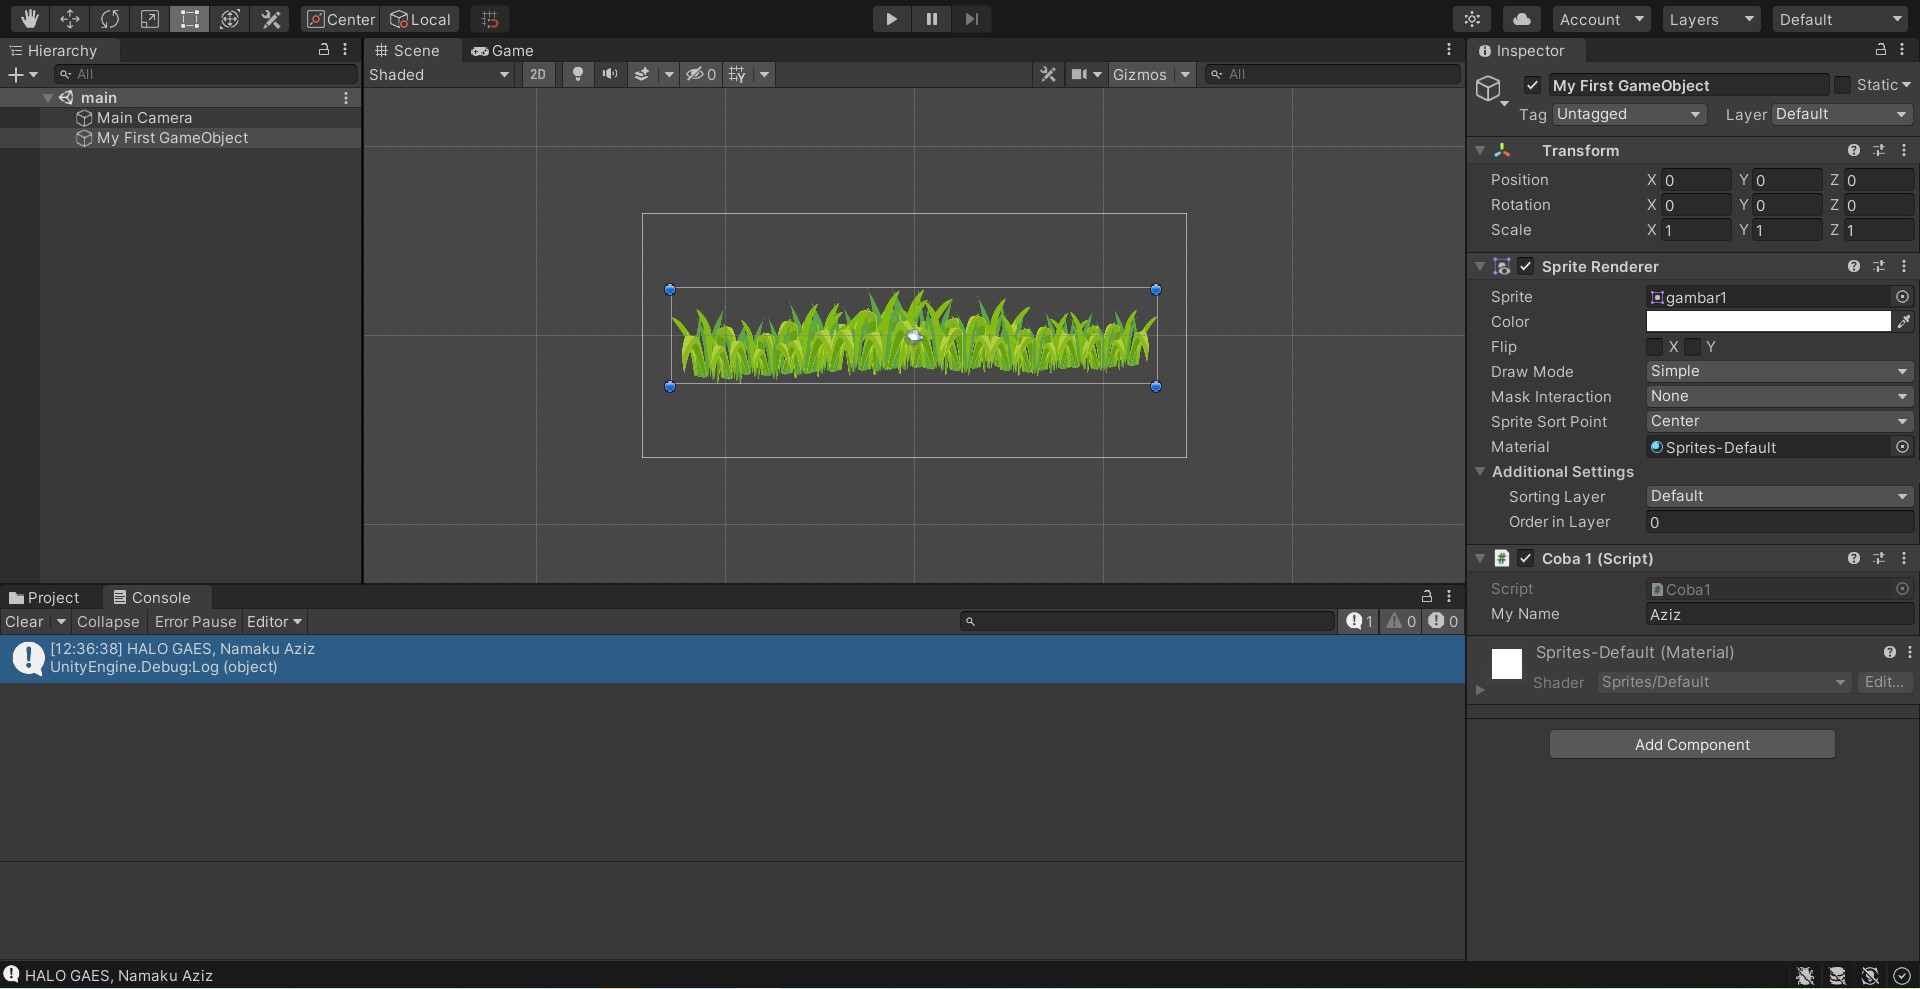 Center Local Account Layers Default
Hierarchy
All
main
Main Camera
My First GameObject
Scene Game
Shaded 2D 0 Gizmos All
Inspector
My First GameObject Static
Tag Untagged Layer Default
Transform
Position X 0 Y 0 Z 0
Rotation X 0 Y 0 Z 0
Scale X 1 Y 1 Z 1
Sprite Renderer
Sprite gambar1
Color
Flip X Y
Draw Mode Simple
Mask Interaction None
Sprite Sort Point Center
Material Sprites-Default
Additional Settings
Sorting Layer Default
Order in Layer 0
# Coba 1 (Script)
Script Coba1
My Name Aziz
Sprites-Default (Material)
Shader Sprites/Default Edit...
Add Component
Project Console
Clear Collapse Error Pause Editor 1 0 0
[12:36:38] HALO GAES, Namaku Aziz
UnityEngine.Debug:Log (object)
HALO GAES, Namaku Aziz